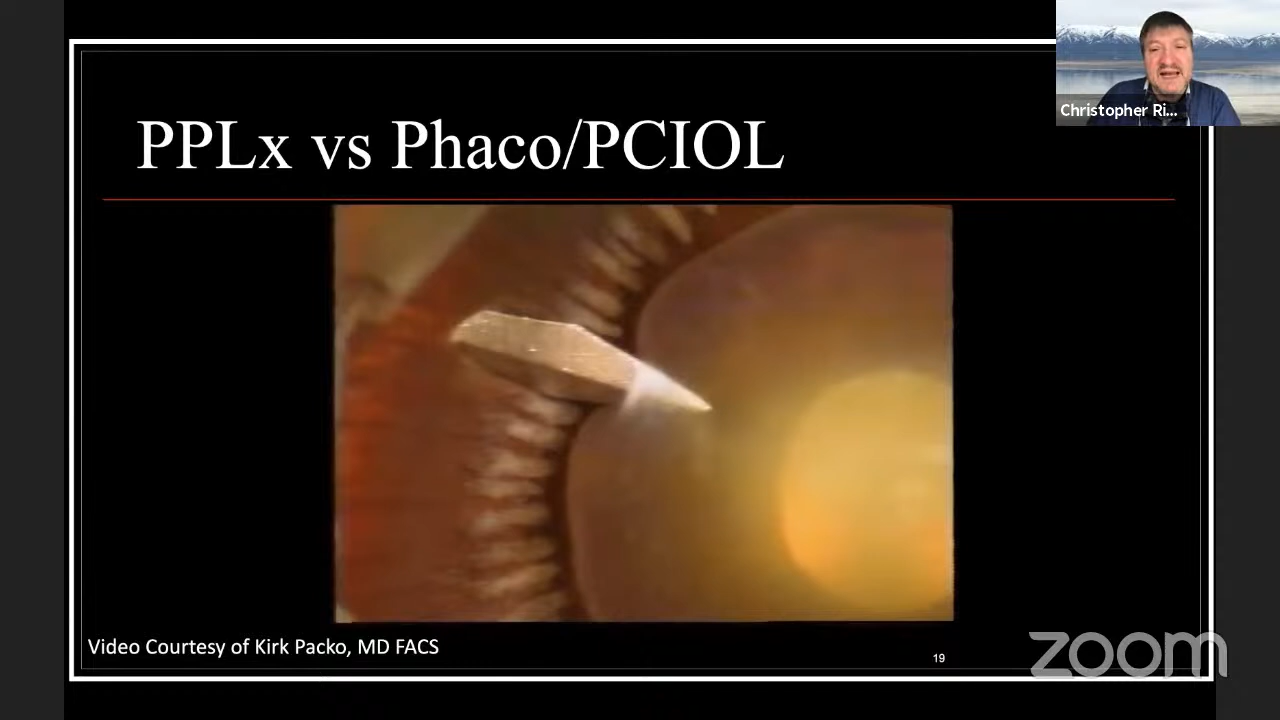 Christopher Ri...
PPLx vs Phaco/PCIOL
Video Courtesy of Kirk Packo, MD FACS
19
zoom